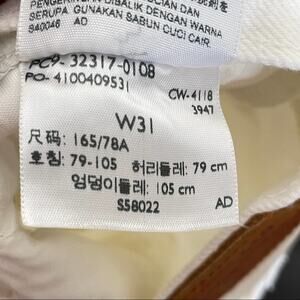 PENGERINGAN DIBALIK DENGAN WARNA
SERUPA. GUNAKAN SABUN CUCI CAIR.
S40046 AD
PC9-32317-0108
PO-4100409531
CW-4118
3947
W31
尺码: 165/78A
호칭: 79-105 허리둘레: 79 cm
엉덩이둘레: 105 cm
S58022 AD